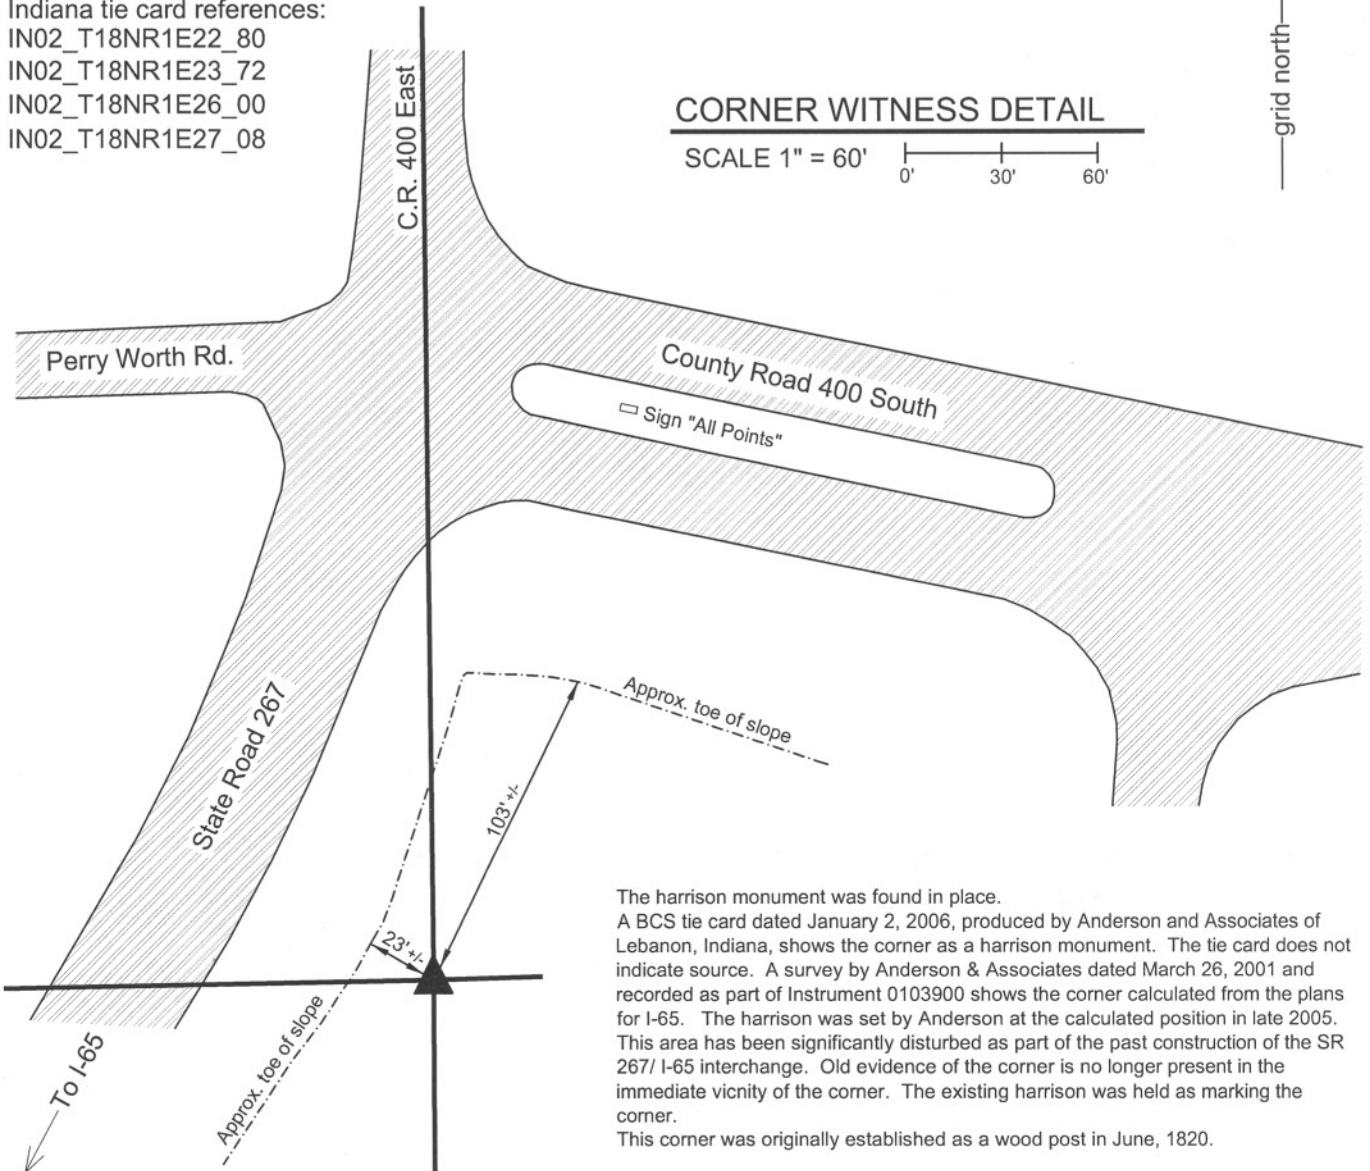 Indiana tie card references:
IN02_T18NR1E22_80
IN02_T18NR1E23_72
IN02_T18NR1E26_00
IN02_T18NR1E27_08
C.R. 400 East
CORNER WITNESS DETAIL
SCALE 1" = 60'
0' 30' 60'
grid north
Perry Worth Rd.
County Road 400 South
Sign "All Points"
State Road 267
Approx. toe of slope
103' +/-
23' +/-
Approx. toe of slope
To I-65
The harrison monument was found in place.
A BCS tie card dated January 2, 2006, produced by Anderson and Associates of
Lebanon, Indiana, shows the corner as a harrison monument. The tie card does not
indicate source. A survey by Anderson & Associates dated March 26, 2001 and
recorded as part of Instrument 0103900 shows the corner calculated from the plans
for I-65. The harrison was set by Anderson at the calculated position in late 2005.
This area has been significantly disturbed as part of the past construction of the SR
267/ I-65 interchange. Old evidence of the corner is no longer present in the
immediate vicnity of the corner. The existing harrison was held as marking the
corner.
This corner was originally established as a wood post in June, 1820.